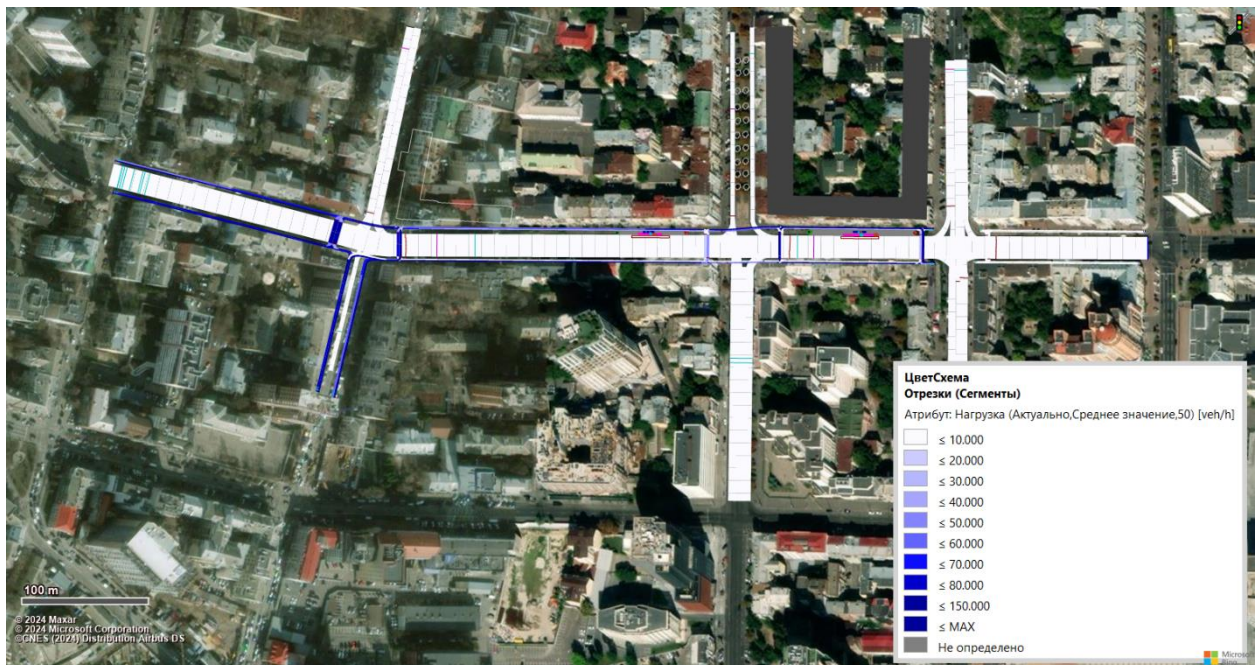 ЦветСхема
Отрезки (Сегменты)
Атрибут: Нагрузка (Актуально,Среднее значение,50) [veh/h]
≤ 10.000
≤ 20.000
≤ 30.000
≤ 40.000
≤ 50.000
≤ 60.000
≤ 70.000
≤ 80.000
≤ 150.000
≤ MAX
Не определено
100 m
© 2024 Maxar
© 2024 Microsoft Corporation
©CNES (2024) Distribution Airbus DS
Microsoft
Bing